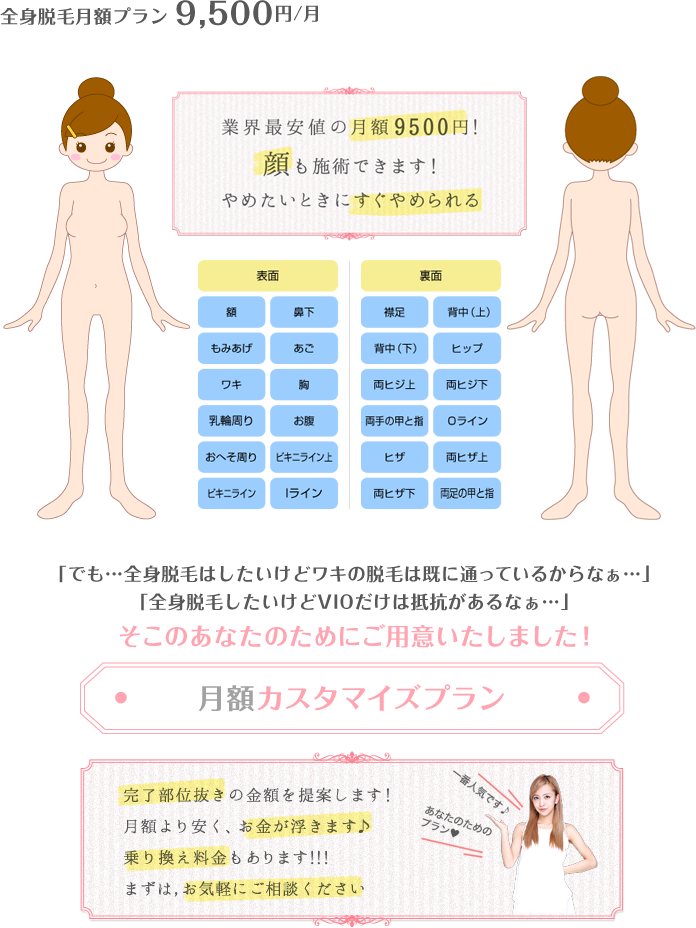 全身脱毛月額プラン 9,500円/月
業界最安値の月額9500円!
顔も施術できます!
やめたいときにすぐやめられる
表面
額 鼻下
もみあげ あご
ワキ 胸
乳輪周り お腹
おへそ周り ビキニライン上
ビキニライン Iライン
裏面
襟足 背中(上)
背中(下) ヒップ
両ヒジ上 両ヒジ下
両手の甲と指 Oライン
ヒザ 両ヒザ上
両ヒザ下 両足の甲と指
「でも…全身脱毛はしたいけどワキの脱毛は既に通っているからなぁ…」
「全身脱毛したいけどVIOだけは抵抗があるなぁ…」
そこのあなたのためにご用意いたしました!
月額カスタマイズプラン
完了部位抜きの金額を提案します!
月額より安く、お金が浮きます♪
乗り換え料金もあります!!!
まずは,お気軽にご相談ください
一番人気です♪
あなたのための
プラン♥